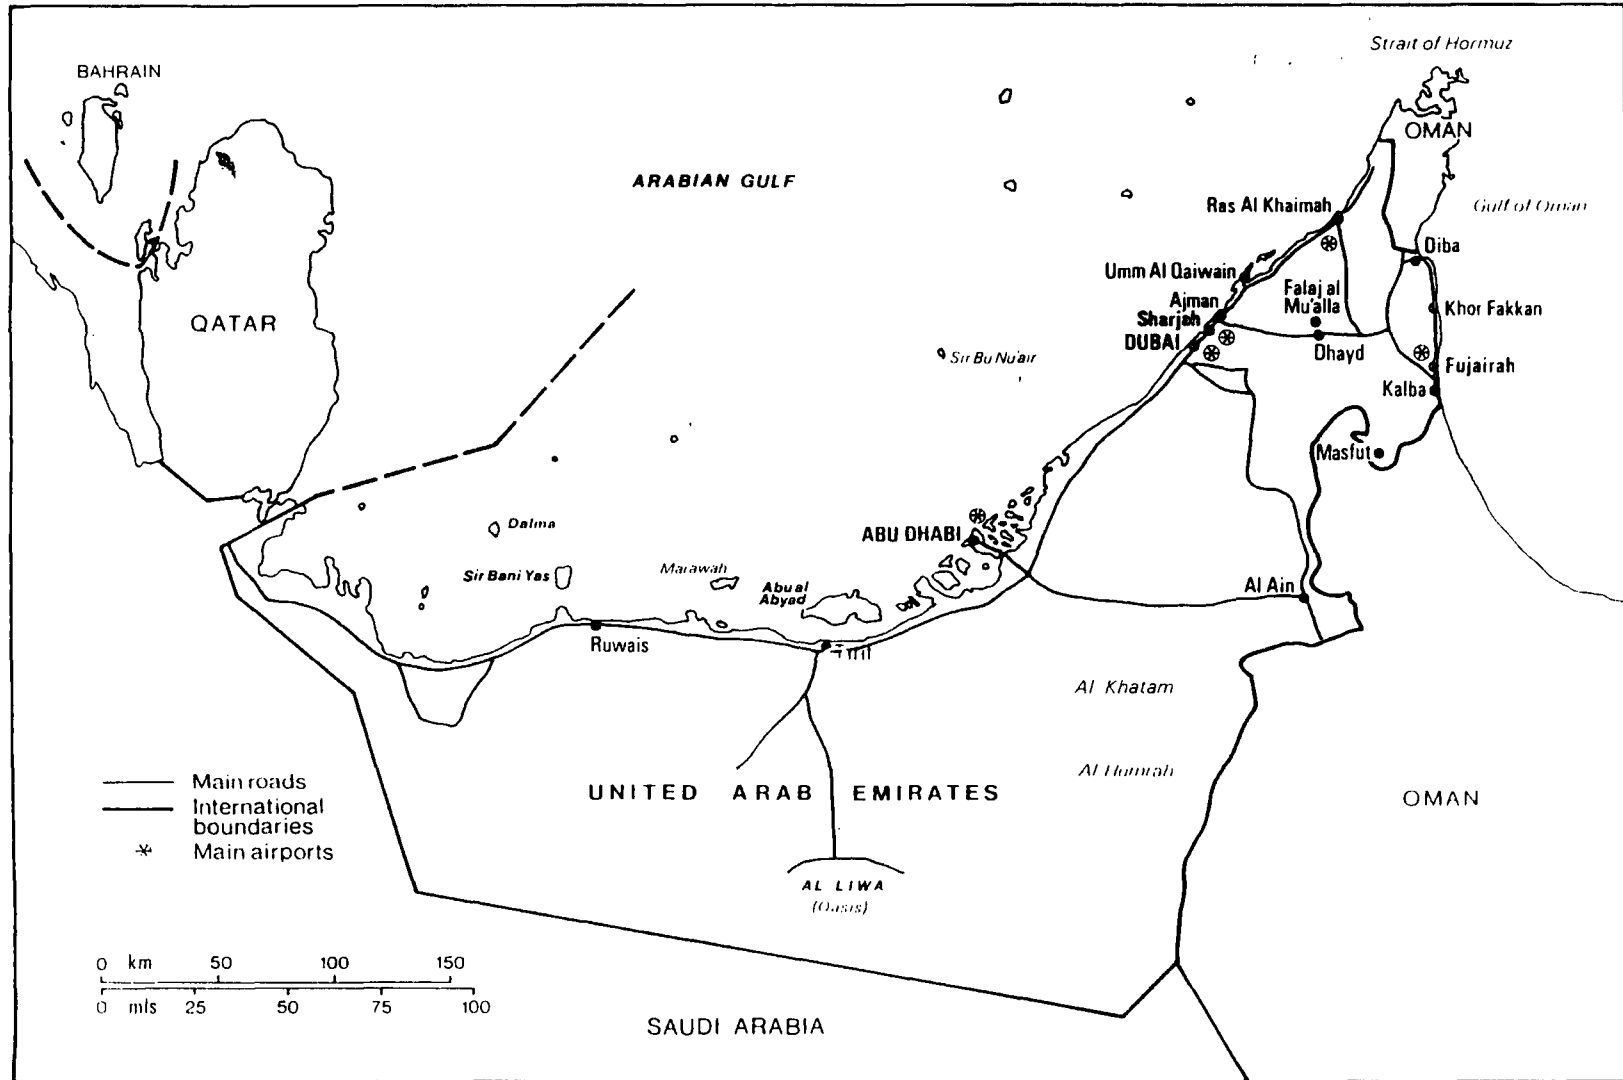 Strait of Hormuz
BAHRAIN
OMAN
ARABIAN GULF
Ras Al Khaimah
Gulf of Oman
Diba
Umm Al Qaiwain
Falaj al
Mu'alla
Ajman
Khor Fakkan
Sharjah
QATAR
DUBAI
Dhayd
Sir Bu Nu'air
Fujairah
Kalba
Masfut
Dalma
ABU DHABI
Sir Bani Yas
Marawah
Abu al
Abyad
Al Ain
Ruwais
Al Khatam
Al Humrah
Main roads
International
boundaries
Main airports
UNITED ARAB EMIRATES
OMAN
AL LIWA
(Oasis)
0 km 50 100 150
0 mls 25 50 75 100
SAUDI ARABIA